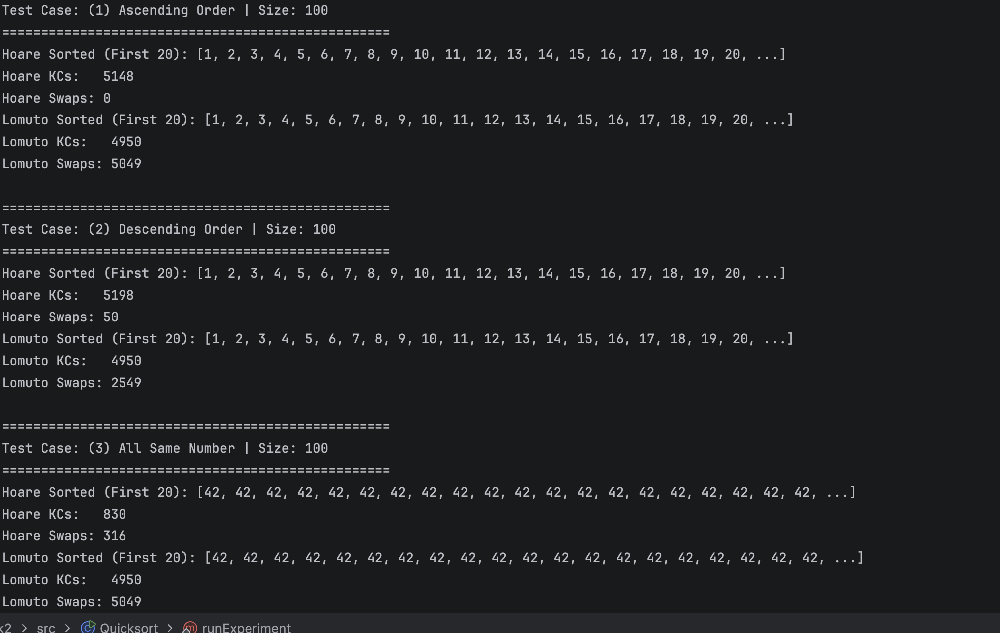 Test Case: (1) Ascending Order | Size: 100
==================================================
Hoare Sorted (First 20): [1, 2, 3, 4, 5, 6, 7, 8, 9, 10, 11, 12, 13, 14, 15, 16, 17, 18, 19, 20, ...]
Hoare KCs:   5148
Hoare Swaps: 0
Lomuto Sorted (First 20): [1, 2, 3, 4, 5, 6, 7, 8, 9, 10, 11, 12, 13, 14, 15, 16, 17, 18, 19, 20, ...]
Lomuto KCs:   4950
Lomuto Swaps: 5049
==================================================
Test Case: (2) Descending Order | Size: 100
==================================================
Hoare Sorted (First 20): [1, 2, 3, 4, 5, 6, 7, 8, 9, 10, 11, 12, 13, 14, 15, 16, 17, 18, 19, 20, ...]
Hoare KCs:   5198
Hoare Swaps: 50
Lomuto Sorted (First 20): [1, 2, 3, 4, 5, 6, 7, 8, 9, 10, 11, 12, 13, 14, 15, 16, 17, 18, 19, 20, ...]
Lomuto KCs:   4950
Lomuto Swaps: 2549
==================================================
Test Case: (3) All Same Number | Size: 100
==================================================
Hoare Sorted (First 20): [42, 42, 42, 42, 42, 42, 42, 42, 42, 42, 42, 42, 42, 42, 42, 42, 42, 42, 42, 42, ...]
Hoare KCs:   830
Hoare Swaps: 316
Lomuto Sorted (First 20): [42, 42, 42, 42, 42, 42, 42, 42, 42, 42, 42, 42, 42, 42, 42, 42, 42, 42, 42, 42, ...]
Lomuto KCs:   4950
Lomuto Swaps: 5049
k2 > src > Quicksort > runExperiment